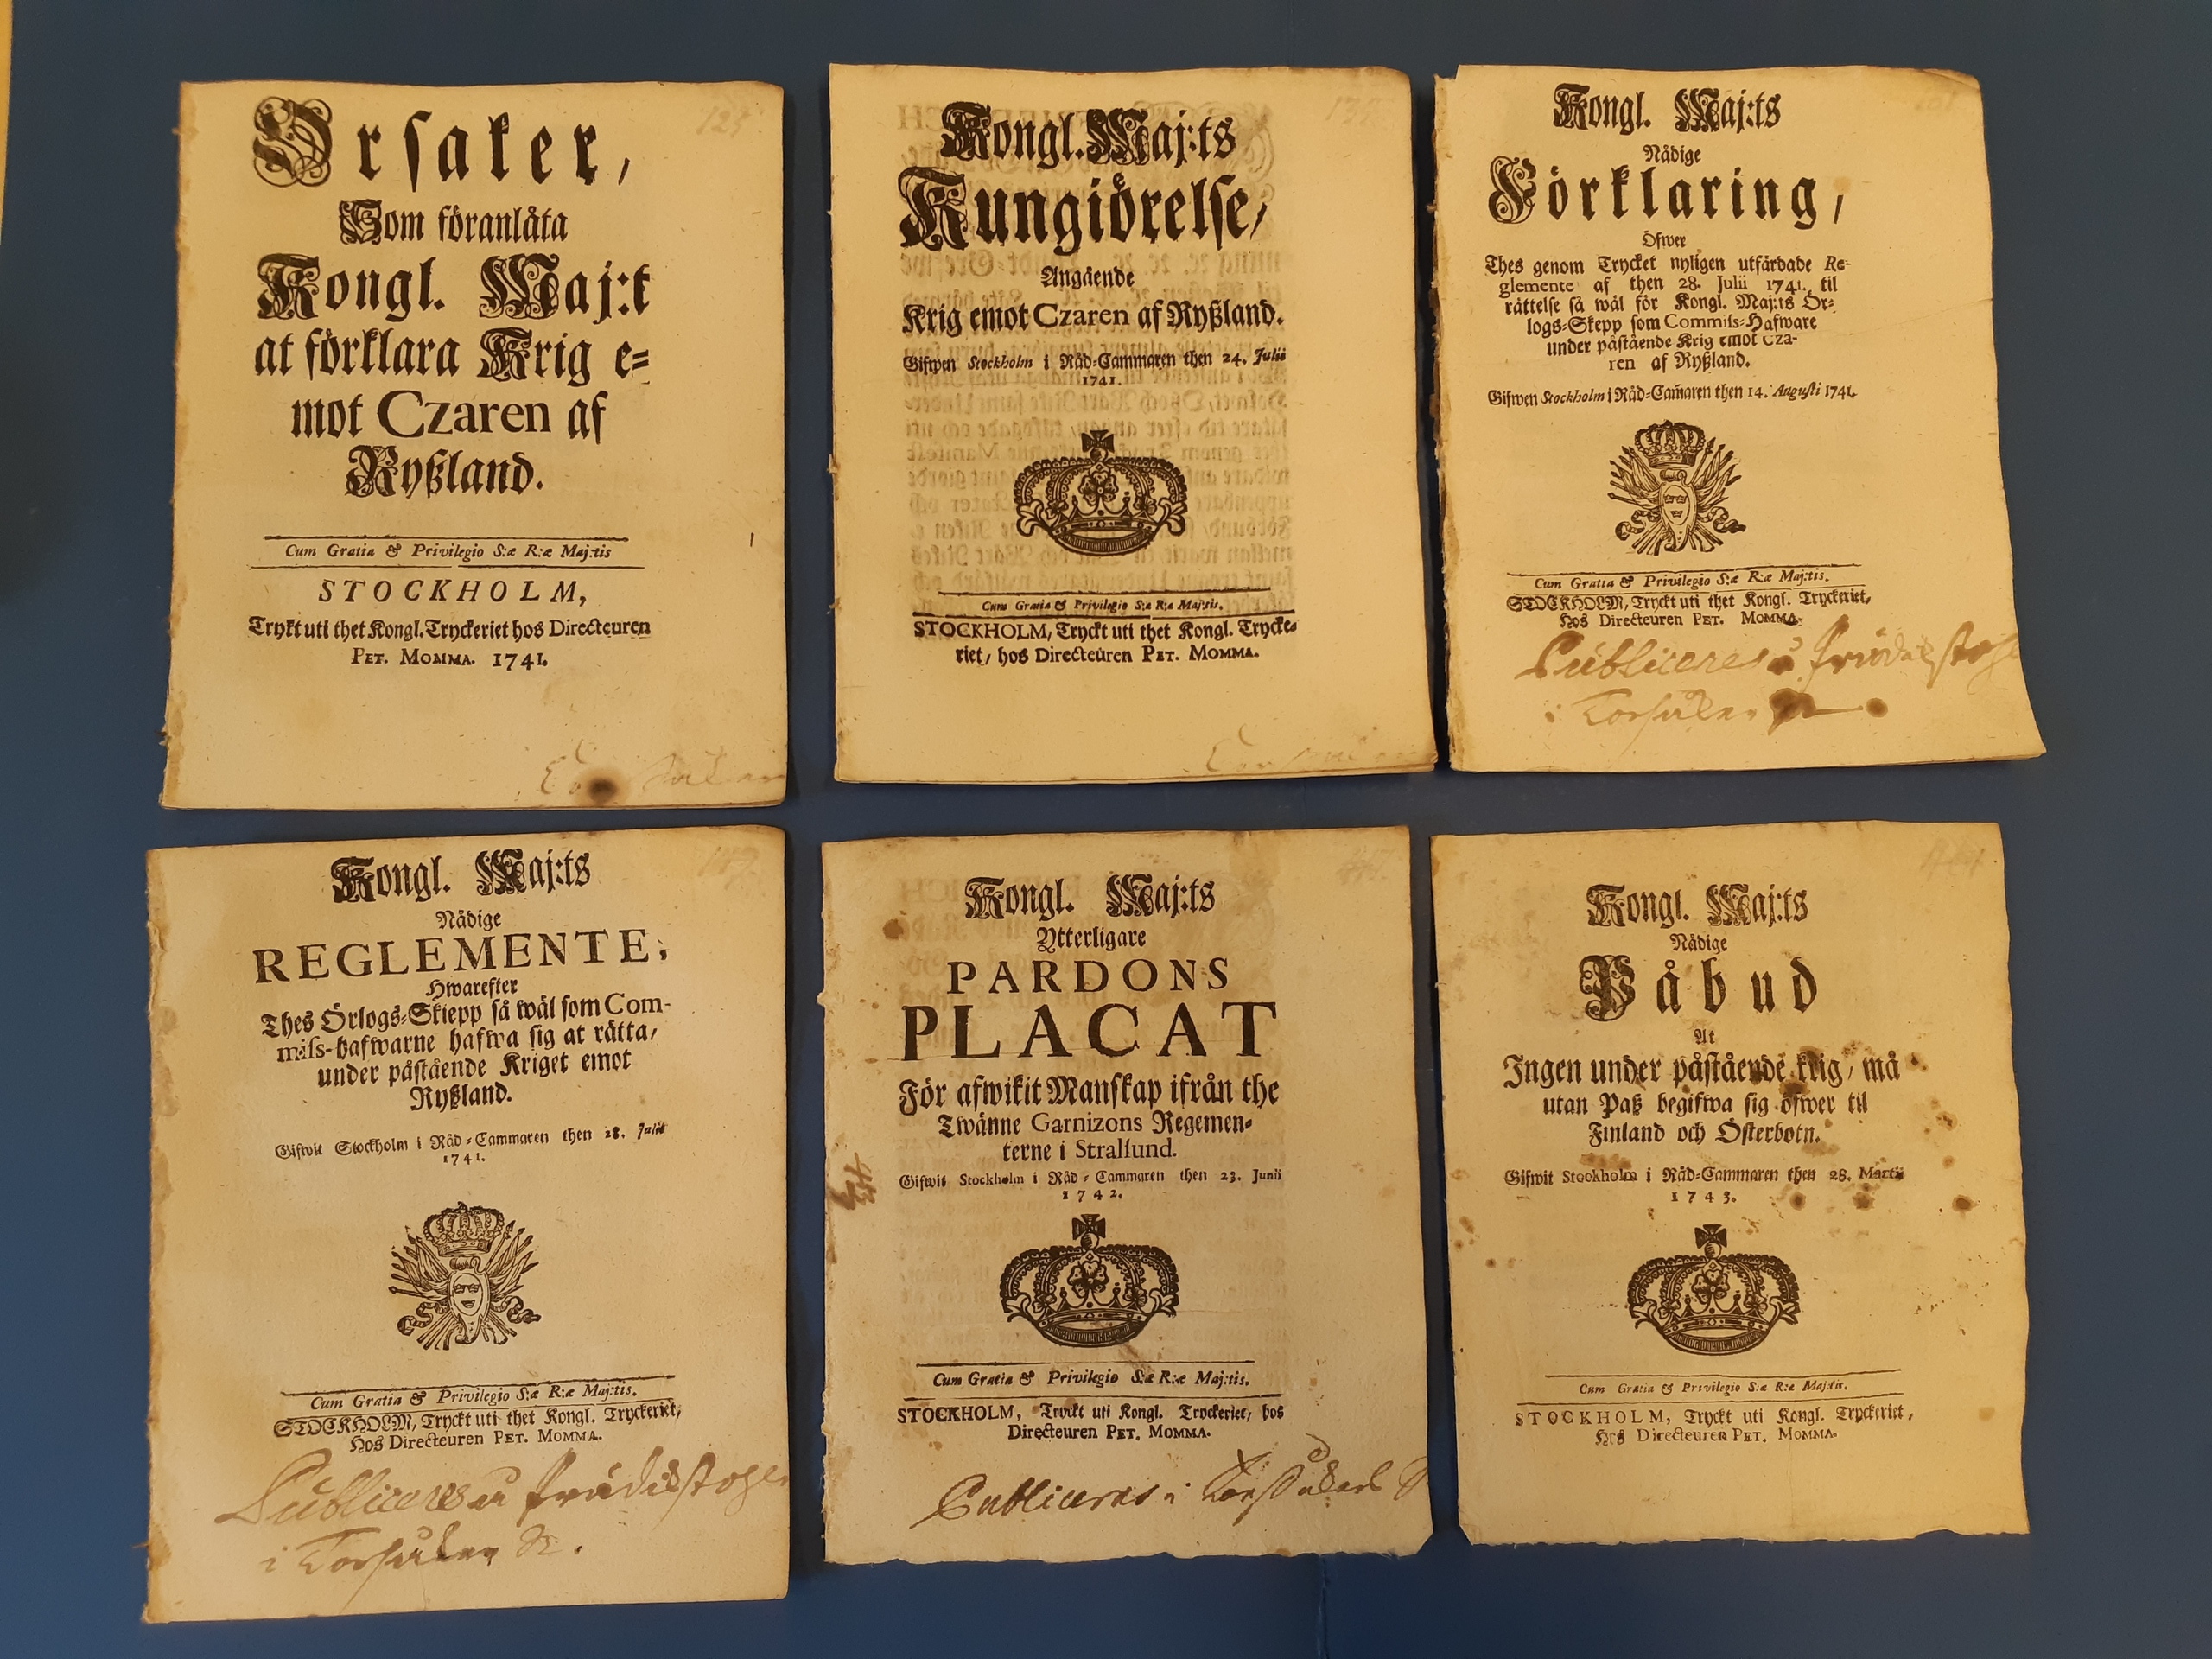 Orsaker,
Som föranlåta
Kongl. Maj:t
at förklara Krig e=
mot Czaren af
Ryßland.
Cum Gratia & Privilegio S:æ R:æ Maj:tis
STOCKHOLM,
Tryckt uti thet Kongl. Tryckeriet hos Directeuren
PET. MOMMA. 1741.
Kongl. Maj:ts
Kungiörelse,
Angående
Krig emot Czaren af Ryßland.
Gifwen Stockholm i Råd=Cammaren then 24. Julii
1741.
Cum Gratia & Privilegio S:æ R:æ Maj:tis.
STOCKHOLM, Tryckt uti thet Kongl. Trycke=
riet, hos Directeuren PET. MOMMA.
Kongl. Maj:ts
Nådige
Förklaring,
Öfwer
Thes genom Trycket nyligen utfärdade Re-
glemente af then 28. Julii 1741. til
rättelse så wäl för Kongl. Maj:ts Ör=
logs=Skepp som Commiss=Hafware
under påstående Krig emot Cza-
ren af Ryßland.
Gifwen Stockholm i Råd=Camaren then 14. Augusti 1741.
Cum Gratia & Privilegio S:æ R:æ Maj:tis.
STOCKHOLM, Tryckt uti thet Kongl. Tryckeriet,
Hos Directeuren PET. MOMMA.
Publiceres i
i Torsåker
Kongl. Maj:ts
Nådige
REGLEMENTE,
Hwarefter
Thes Örlogs=Skiepp så wäl som Com-
miss-hafwarne hafwa sig at rätta,
under påstående Kriget emot
Ryßland.
Gifwit Stockholm i Råd=Cammaren then 28. Julii
1741.
Cum Gratia & Privilegio S:æ R:æ Maj:tis.
STOCKHOLM, Tryckt uti thet Kongl. Tryckeriet,
Hos Directeuren PET. MOMMA.
i Torsåker
Kongl. Maj:ts
Ytterligare
PARDONS
PLACAT
För afwikit Manskap ifrån the
Twänne Garnizons Regemen=
terne i Stralsund.
Gifwit Stockholm i Råd=Cammaren then 23. Junii
1742.
Cum Gratia & Privilegio S:æ R:æ Maj:tis.
STOCKHOLM, Tryckt uti Kongl. Tryckeriet, hos
Directeuren PET. MOMMA.
Publiceras i
Kongl. Maj:ts
Nådige
Påbud
At
Ingen under påstående krig, må
utan Paß begifwa sig öfwer til
Finland och Österbotn.
Gifwit Stockholm i Råd=Cammaren then 28. Martii
1743.
Cum Gratia & Privilegio S:æ R:æ Maj:tis.
STOCKHOLM, Tryckt uti Kongl. Tryckeriet,
Hos Directeuren PET. MOMMA.